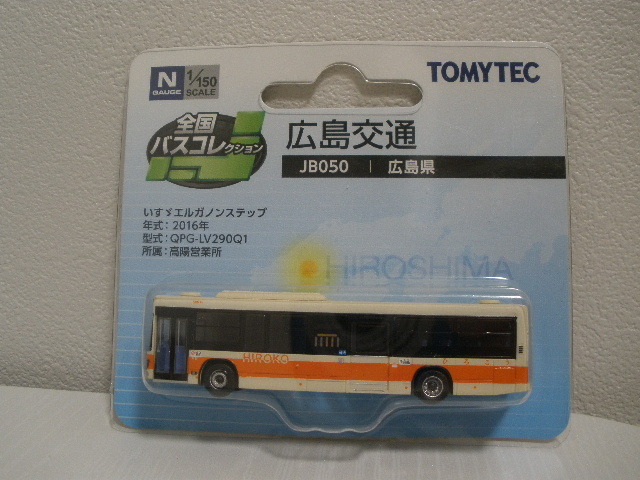 N
GAUGE
1/150
SCALE
TOMYTEC
全国
バスコレクション
広島交通
JB050 | 広島県
いすゞエルガノンステップ
年式：2016年
型式：QPG-LV290Q1
所属：高陽営業所
HIROSHIMA
HIROKO